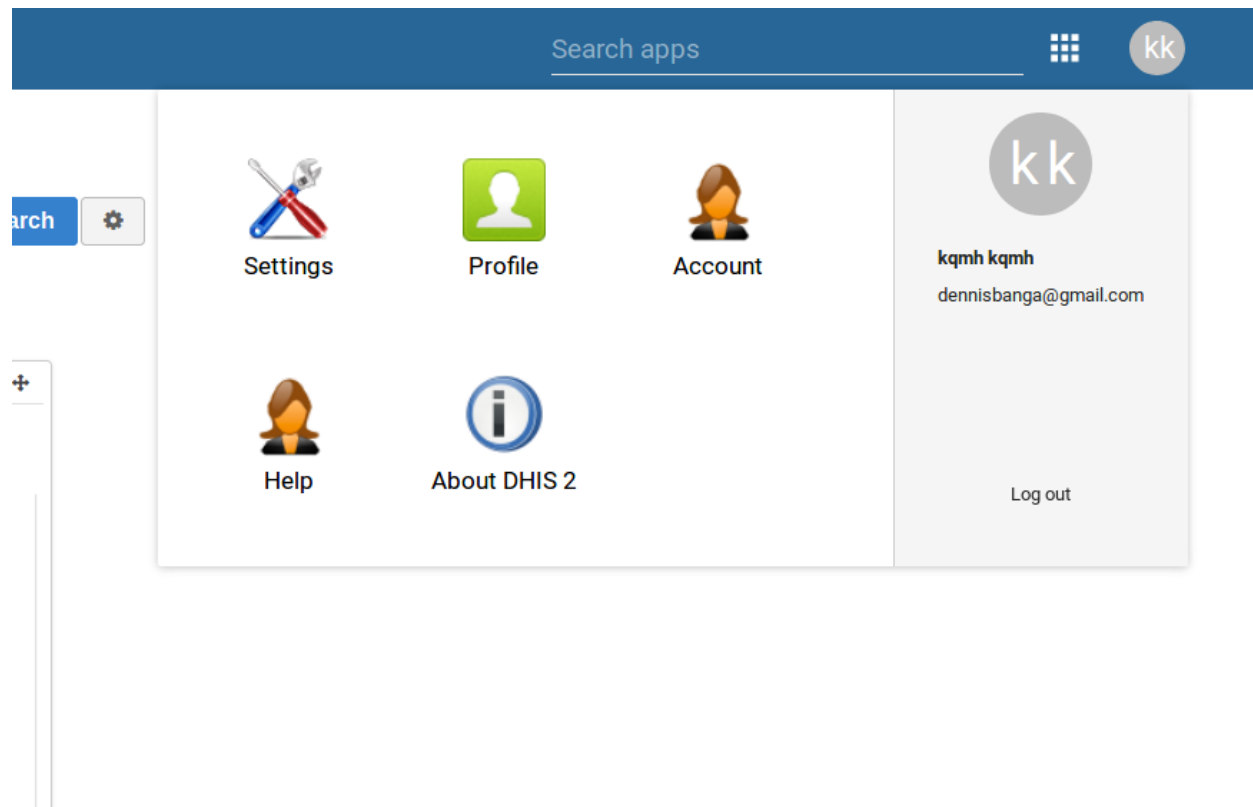 Search apps
kk
kk
arch
Settings
Profile
Account
kqmh kqmh
dennisbanga@gmail.com
Help
About DHIS 2
Log out